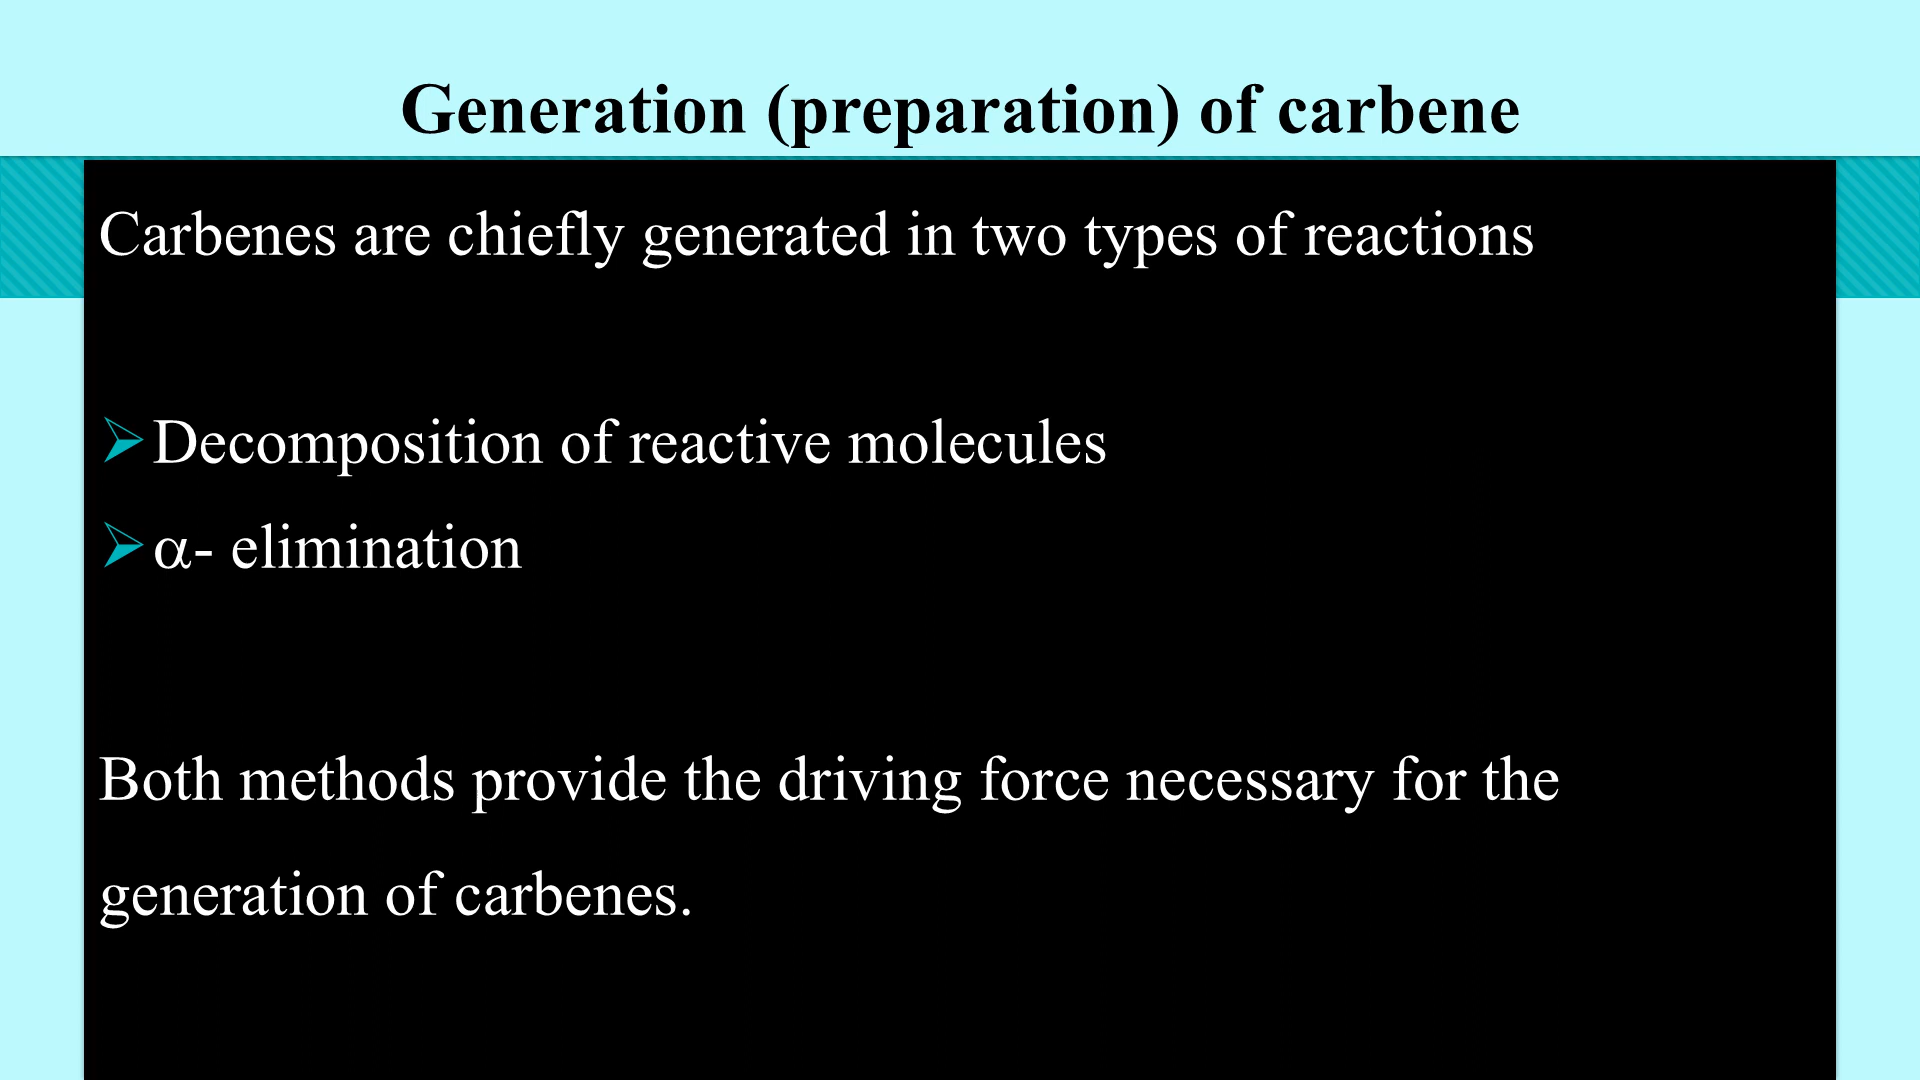 Generation (preparation) of carbene
Carbenes are chiefly generated in two types of reactions
➢ Decomposition of reactive molecules
➢ α- elimination
Both methods provide the driving force necessary for the
generation of carbenes.